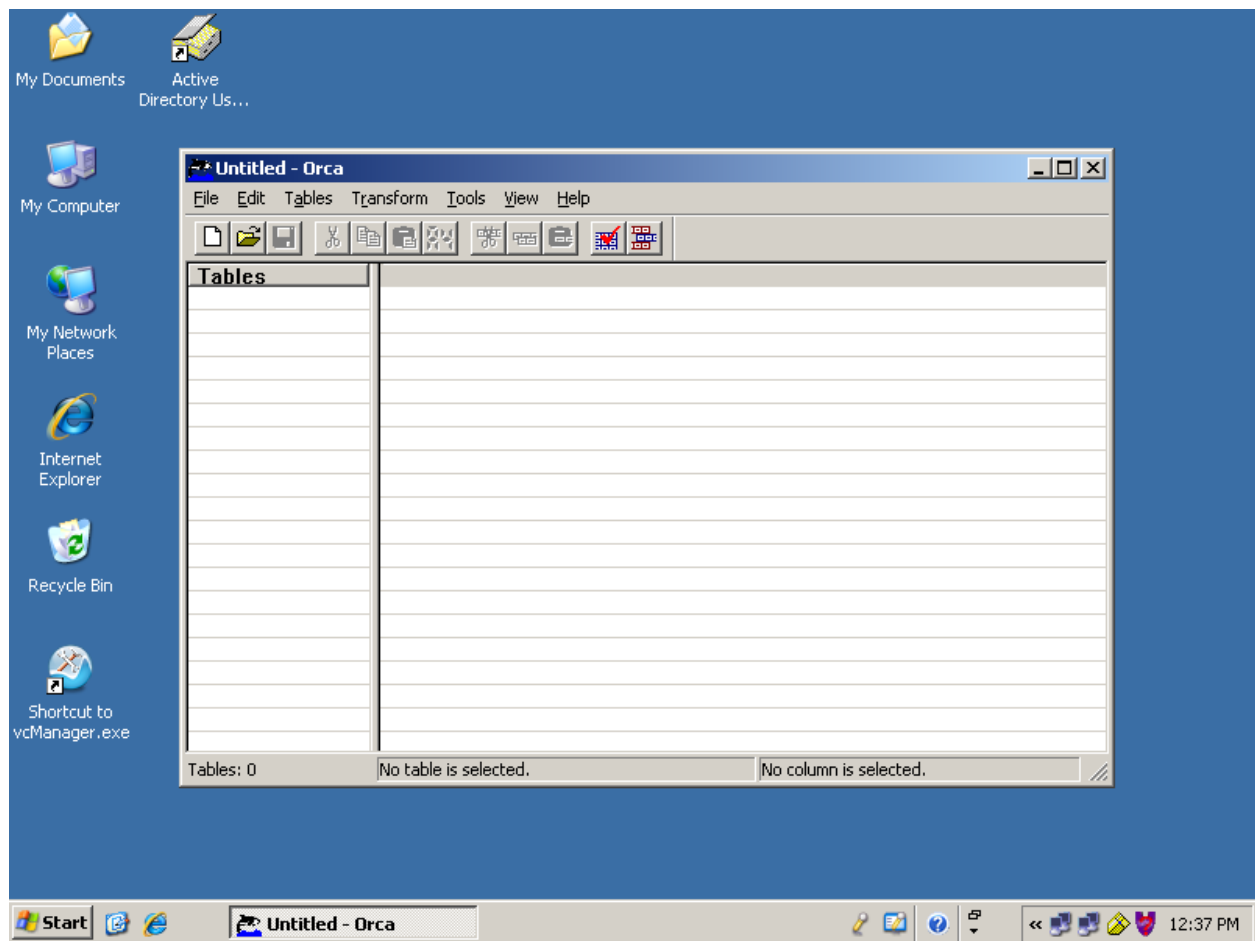 My Documents
Active
Directory Us...
My Computer
My Network
Places
Internet
Explorer
Recycle Bin
Shortcut to
vcManager.exe
Untitled - Orca
File Edit Tables Transform Tools View Help
Tables
Tables: 0 No table is selected. No column is selected.
Start Untitled - Orca 12:37 PM